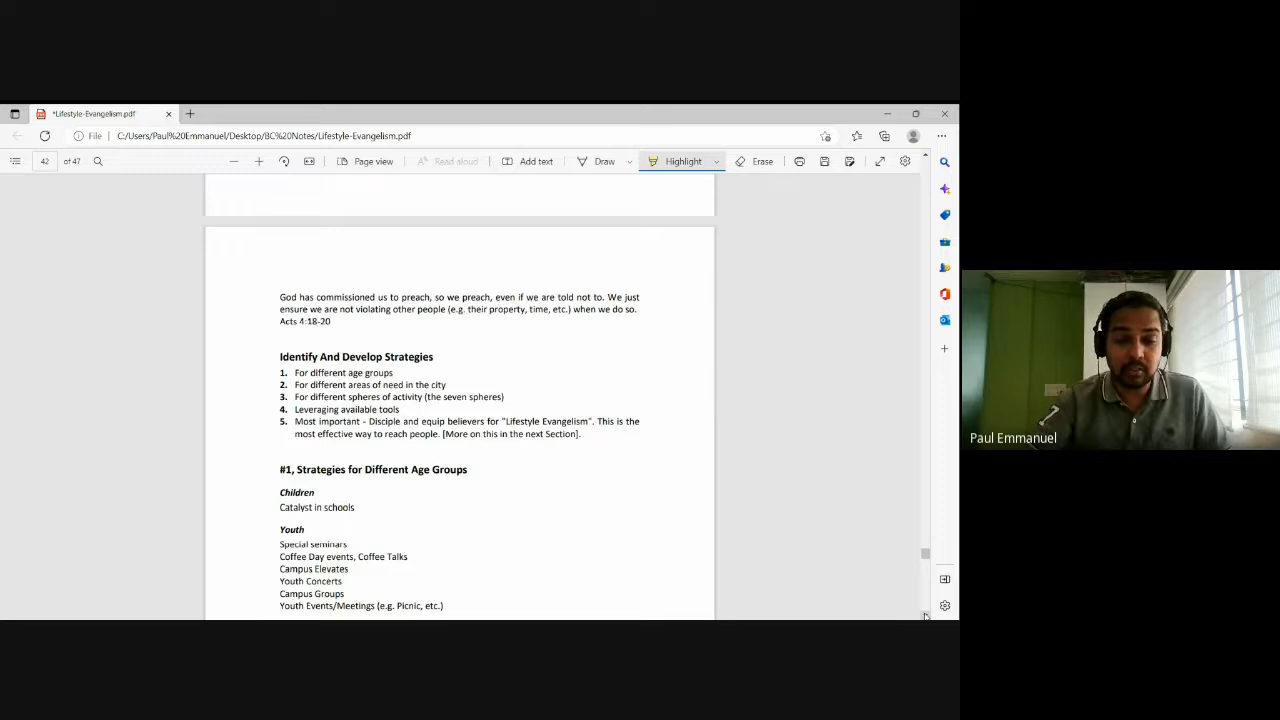 *Lifestyle-Evangelism.pdf
File
C:/Users/Paul%20Emmanuel/Desktop/BC%20Notes/Lifestyle-Evangelism.pdf
42 of 47
Page view
Read aloud
Add text
Draw
Highlight
Erase
God has commissioned us to preach, so we preach, even if we are told not to. We just
ensure we are not violating other people (e.g. their property, time, etc.) when we do so.
Acts 4:18-20
Identify And Develop Strategies
1. For different age groups
2. For different areas of need in the city
3. For different spheres of activity (the seven spheres)
4. Leveraging available tools
5. Most important - Disciple and equip believers for "Lifestyle Evangelism". This is the
most effective way to reach people. [More on this in the next Section].
#1, Strategies for Different Age Groups
Children
Catalyst in schools
Youth
Special seminars
Coffee Day events, Coffee Talks
Campus Elevates
Youth Concerts
Campus Groups
Youth Events/Meetings (e.g. Picnic, etc.)
Paul Emmanuel